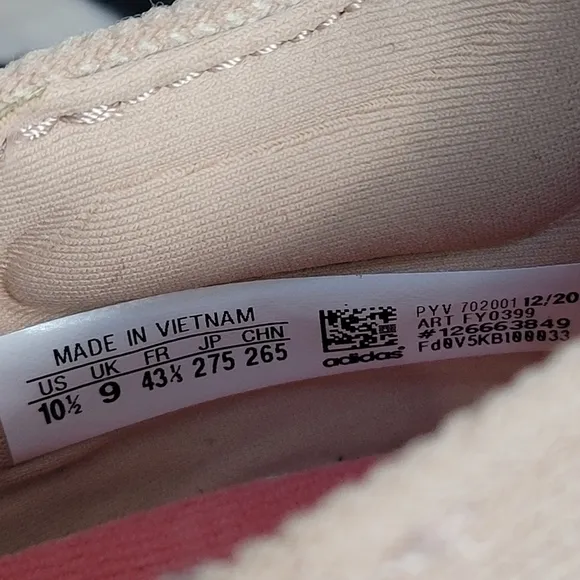 MADE IN VIETNAM
US UK FR JP CHN
10½ 9 43⅓ 275 265
adidas
PYV 702001 12/20
ART FY0399
#126663849
Fd0V5KBI00033